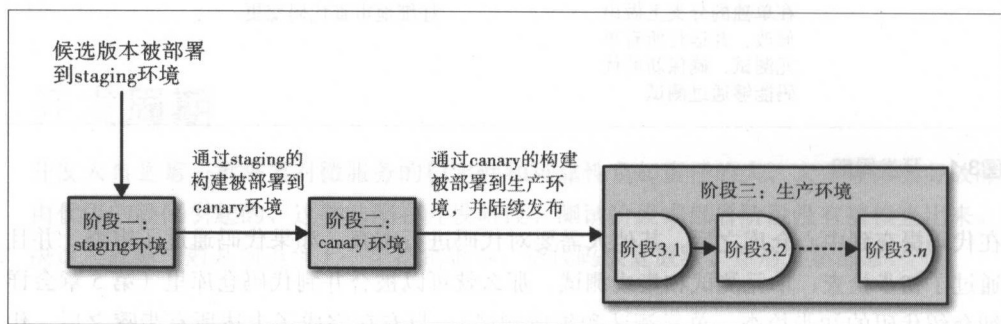 候选版本被部署
到staging环境
通过staging的
构建被部署到
canary环境
通过canary的构建
被部署到生产环
境，并陆续发布
阶段一：
staging环境
阶段二：
canary 环境
阶段三：生产环境
阶段3.1
阶段3.2
阶段3.n